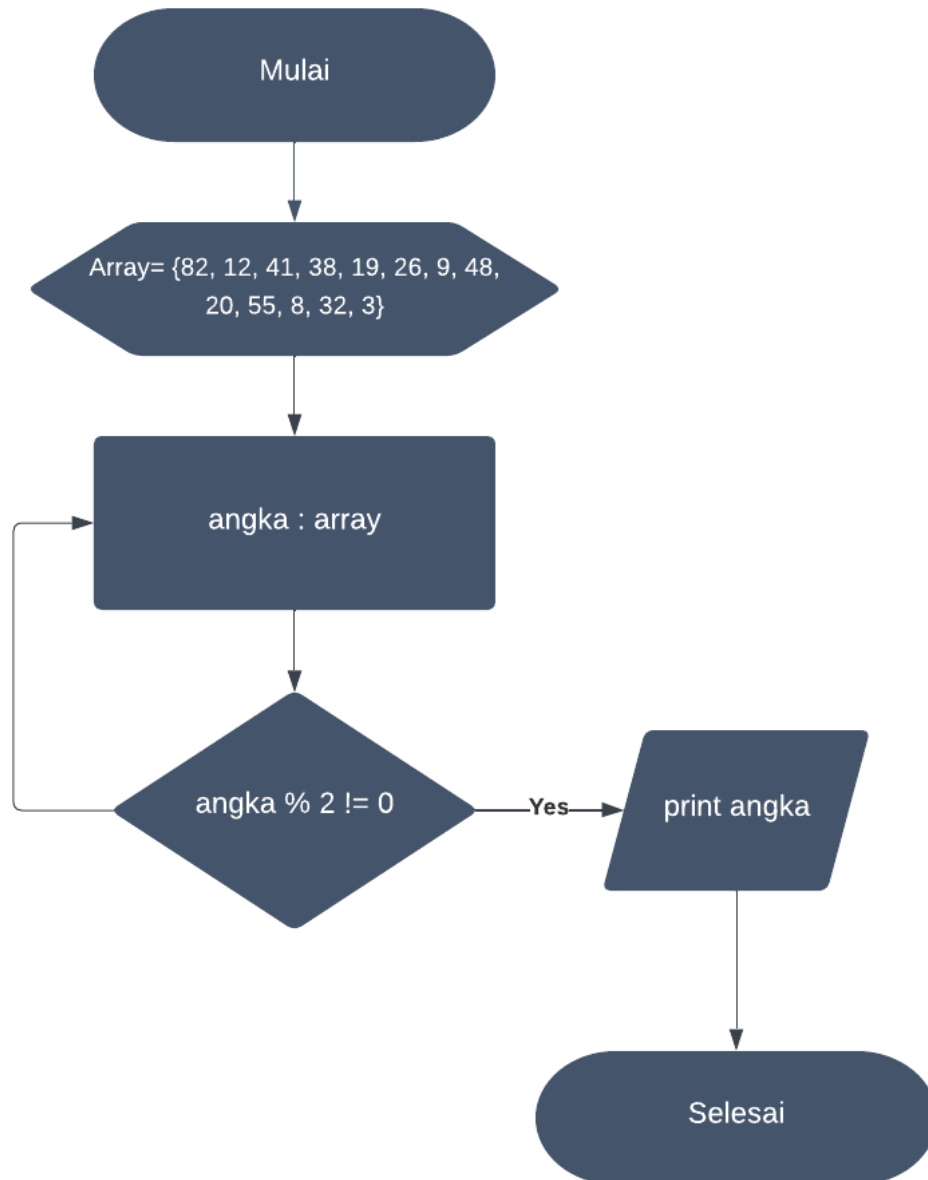 Mulai
Array= {82, 12, 41, 38, 19, 26, 9, 48,
20, 55, 8, 32, 3}
angka : array
angka % 2 != 0
Yes
print angka
Selesai